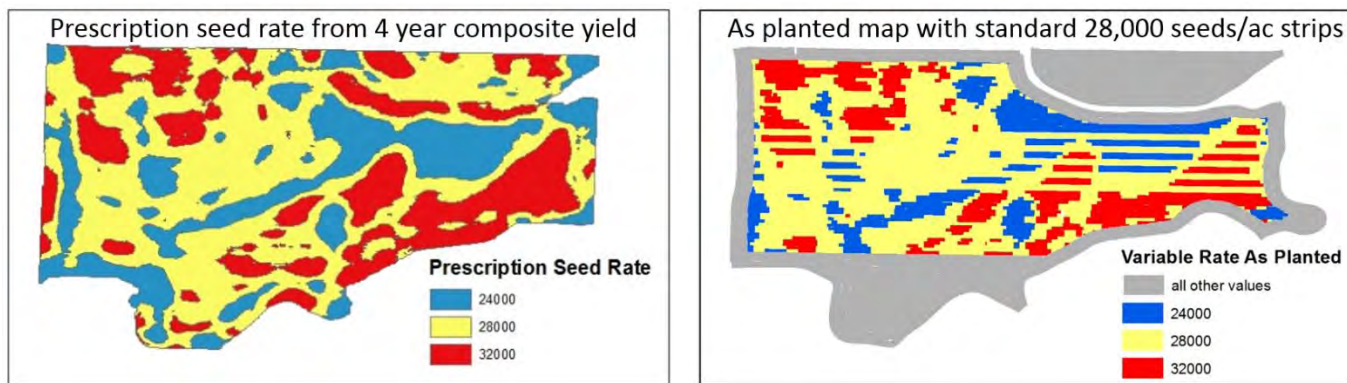 Prescription seed rate from 4 year composite yield
Prescription Seed Rate
24000
28000
32000
As planted map with standard 28,000 seeds/ac strips
Variable Rate As Planted
all other values
24000
28000
32000